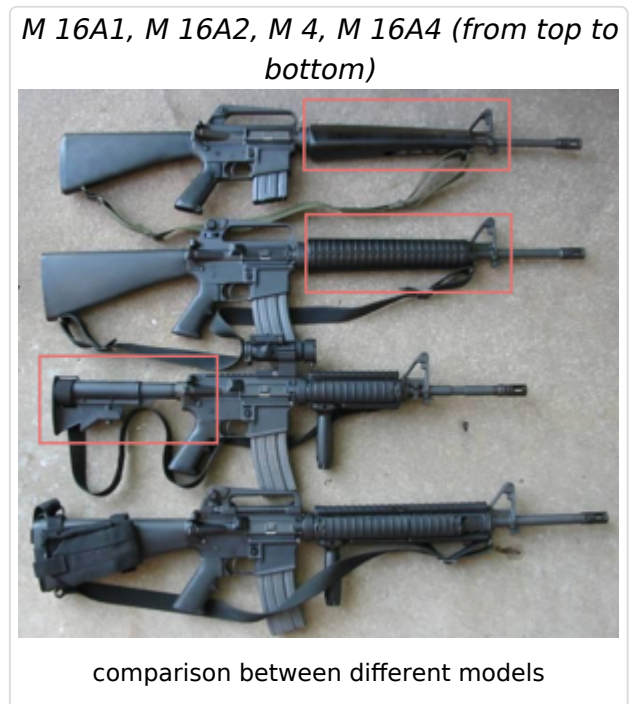 M 16A1, M 16A2, M 4, M 16A4 (from top to
bottom)
comparison between different models